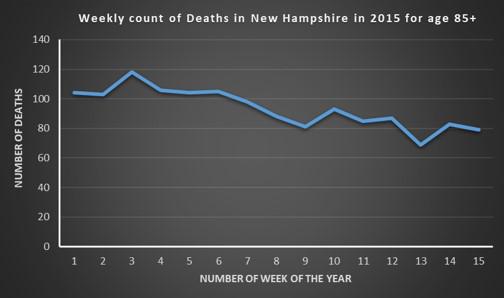 Weekly count of Deaths in New Hampshire in 2015 for age 85+
NUMBER OF DEATHS
140
120
100
80
60
40
20
0
1 2 3 4 5 6 7 8 9 10 11 12 13 14 15
NUMBER OF WEEK OF THE YEAR